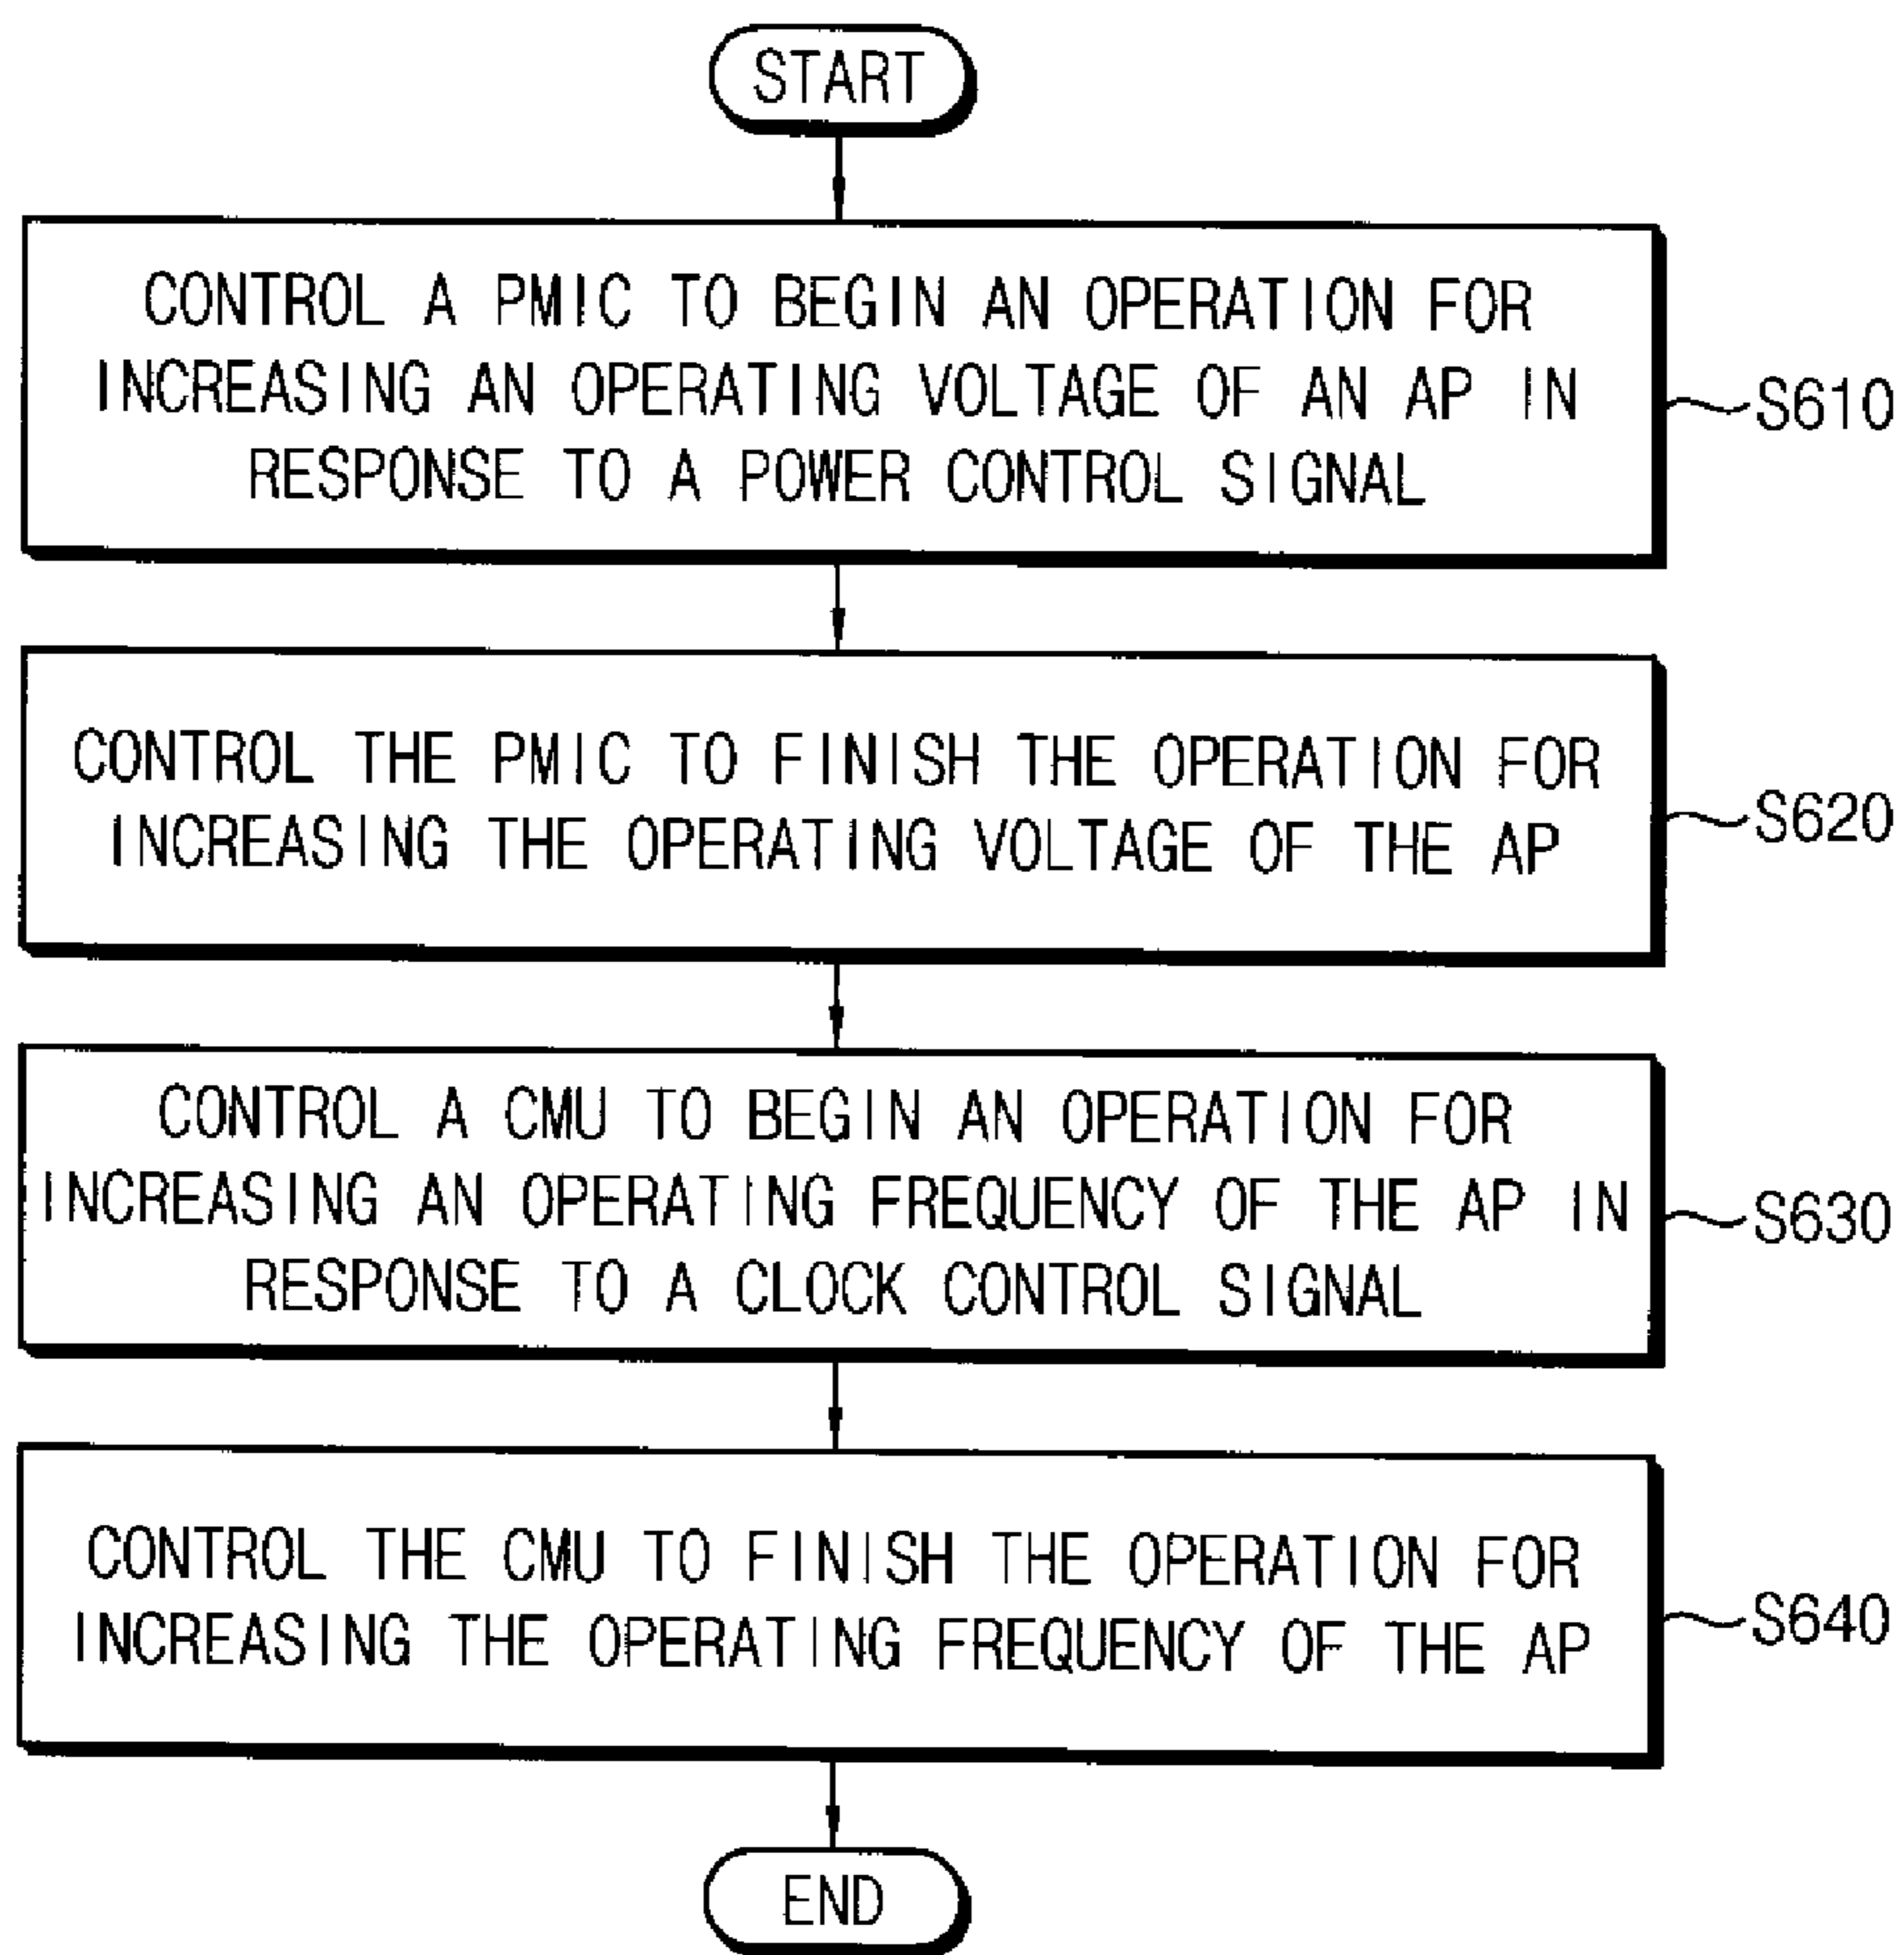 START
CONTROL A PMIC TO BEGIN AN OPERATION FOR
INCREASING AN OPERATING VOLTAGE OF AN AP IN
RESPONSE TO A POWER CONTROL SIGNAL
S610
CONTROL THE PMIC TO FINISH THE OPERATION FOR
INCREASING THE OPERATING VOLTAGE OF THE AP
S620
CONTROL A CMU TO BEGIN AN OPERATION FOR
INCREASING AN OPERATING FREQUENCY OF THE AP IN
RESPONSE TO A CLOCK CONTROL SIGNAL
S630
CONTROL THE CMU TO FINISH THE OPERATION FOR
INCREASING THE OPERATING FREQUENCY OF THE AP
S640
END